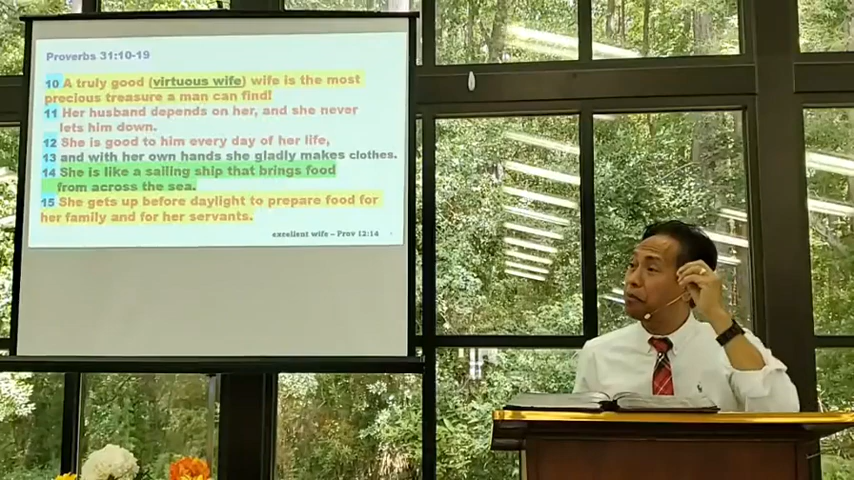 Proverbs 31:10-19
10 A truly good (virtuous wife) wife is the most
precious treasure a man can find!
11 Her husband depends on her, and she never
lets him down.
12 She is good to him every day of her life,
13 and with her own hands she gladly makes clothes.
14 She is like a sailing ship that brings food
from across the sea.
15 She gets up before daylight to prepare food for
her family and for her servants.
excellent wife – Prov 12:14